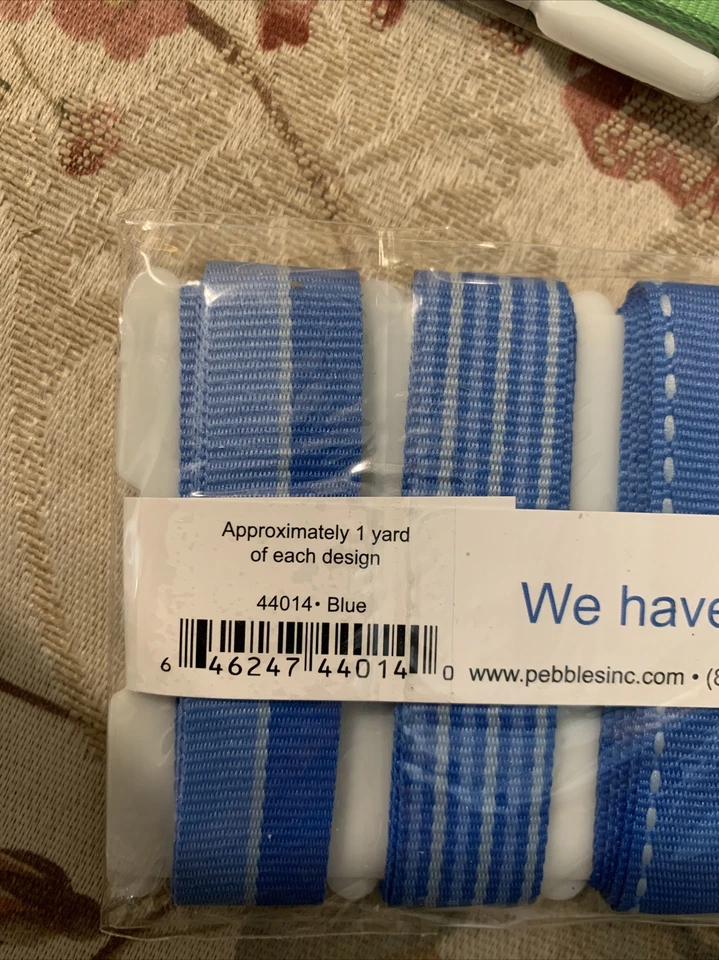 Approximately 1 yard
of each design
44014• Blue
6 46247 44014 0
We have
www.pebblesinc.com • (8